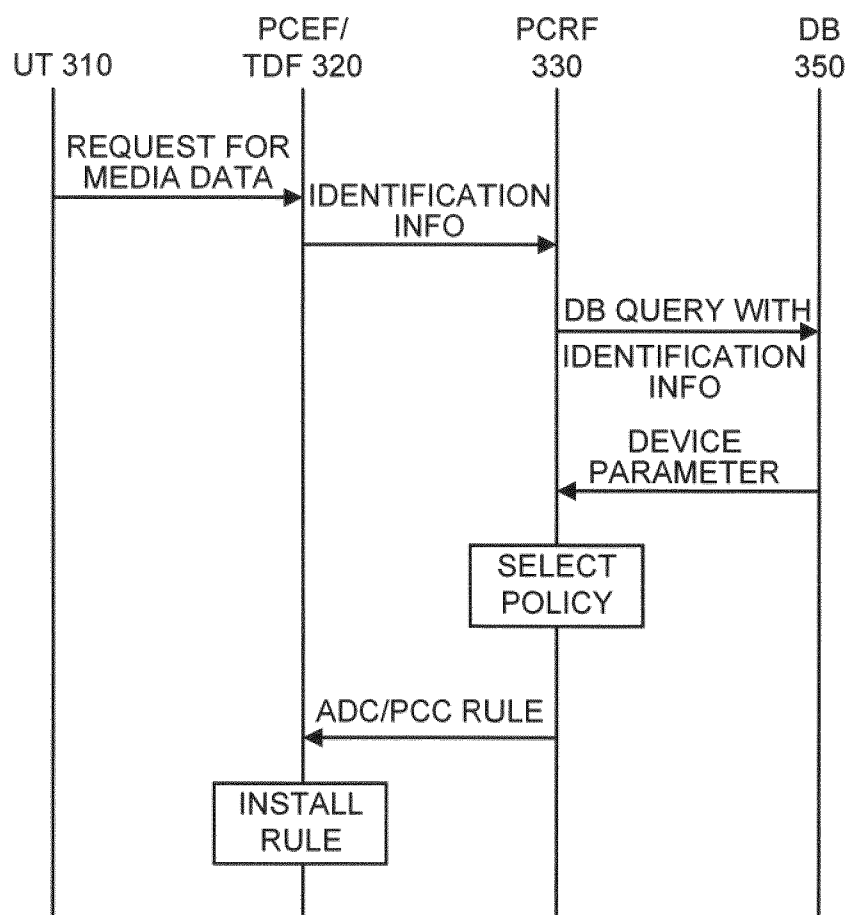 UT 310
PCEF/
TDF 320
PCRF
330
DB
350
REQUEST FOR
MEDIA DATA
IDENTIFICATION
INFO
DB QUERY WITH
IDENTIFICATION
INFO
DEVICE
PARAMETER
SELECT
POLICY
ADC/PCC RULE
INSTALL
RULE